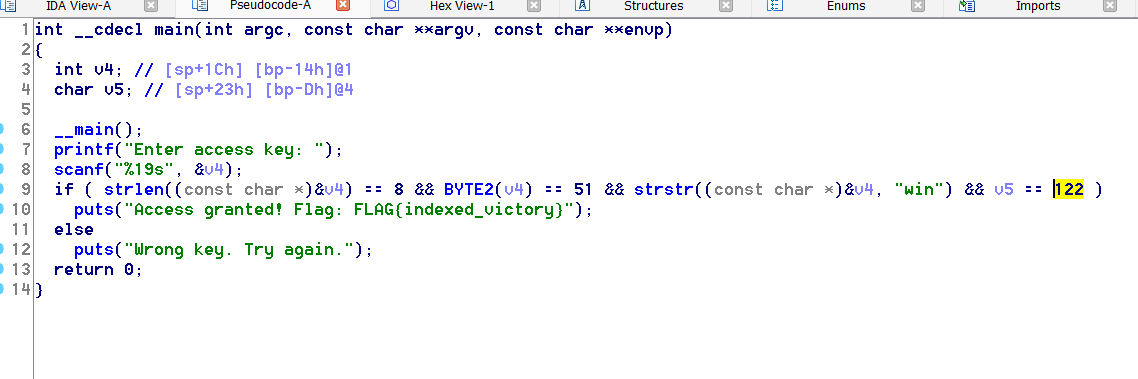 IDA View-A Pseudocode-A Hex View-1 Structures Enums Imports
1 int __cdecl main(int argc, const char **argv, const char **envp)
2 {
3 int v4; // [sp+1Ch] [bp-14h]@1
4 char v5; // [sp+23h] [bp-Dh]@4
5
6 __main();
7 printf("Enter access key: ");
8 scanf("%19s", &v4);
9 if ( strlen((const char *)&v4) == 8 && BYTE2(v4) == 51 && strstr((const char *)&v4, "win") && v5 == 122 )
10 puts("Access granted! Flag: FLAG{indexed_victory}");
11 else
12 puts("Wrong key. Try again.");
13 return 0;
14 }